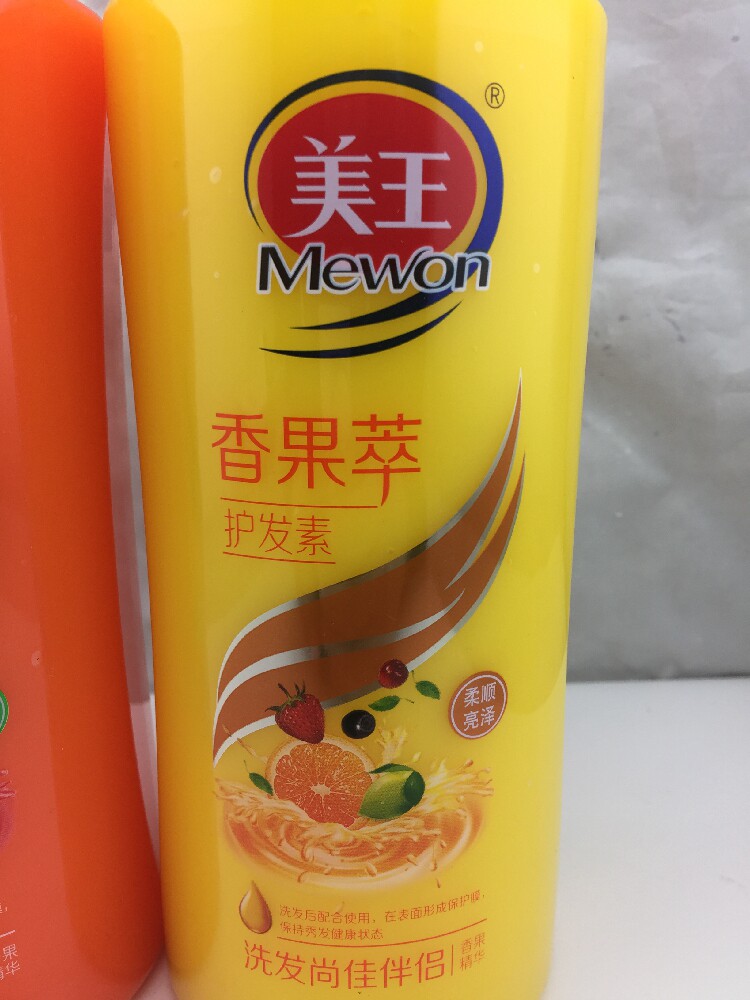 美王
®
Mewon
香果萃
护发素
柔顺
亮泽
洗发后配合使用，在表面形成保护膜，
保持秀发健康状态
洗发尚佳伴侣
香果
精华
果
华